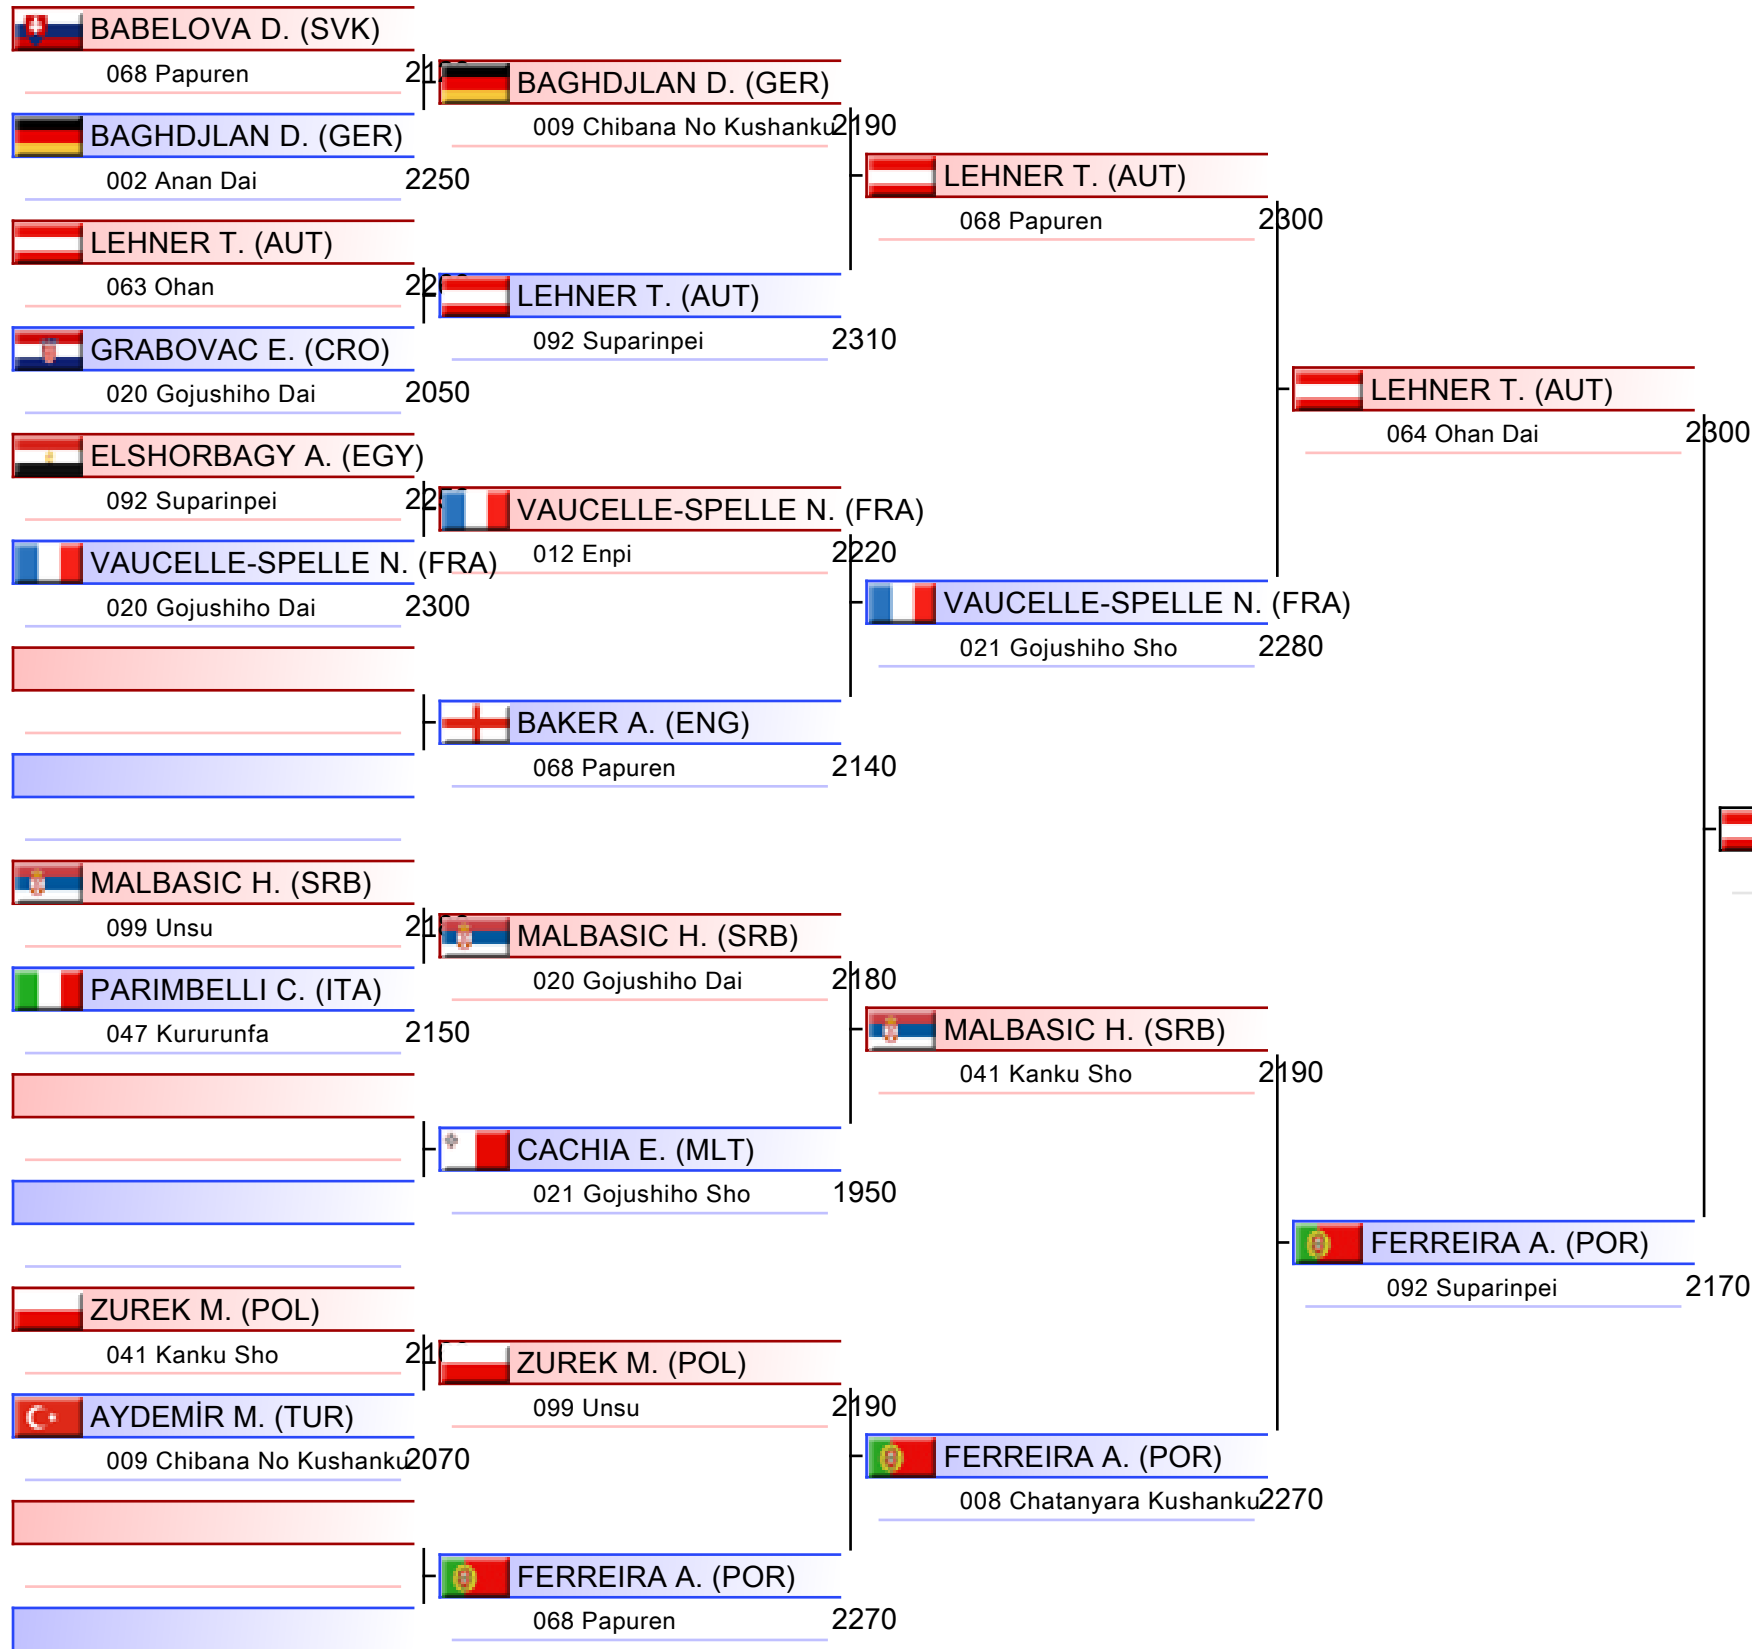 BABELOVA D. (SVK)
068 Papuren
BAGHDJLAN D. (GER)
002 Anan Dai 2250
LEHNER T. (AUT)
063 Ohan
GRABOVAC E. (CRO)
020 Gojushiho Dai 2050
ELSHORBAGY A. (EGY)
092 Suparinpei
VAUCELLE-SPELLE N. (FRA)
020 Gojushiho Dai 2300
MALBASIC H. (SRB)
099 Unsu
PARIMBELLI C. (ITA)
047 Kururunfa 2150
ZUREK M. (POL)
041 Kanku Sho
AYDEMİR M. (TUR)
009 Chibana No Kushanku 2070
BAGHDJLAN D. (GER)
009 Chibana No Kushanku 2190
LEHNER T. (AUT)
092 Suparinpei 2310
VAUCELLE-SPELLE N. (FRA)
012 Enpi 2220
BAKER A. (ENG)
068 Papuren 2140
MALBASIC H. (SRB)
020 Gojushiho Dai 2180
CACHIA E. (MLT)
021 Gojushiho Sho 1950
ZUREK M. (POL)
099 Unsu 2190
FERREIRA A. (POR)
068 Papuren 2270
LEHNER T. (AUT)
068 Papuren 2300
VAUCELLE-SPELLE N. (FRA)
021 Gojushiho Sho 2280
MALBASIC H. (SRB)
041 Kanku Sho 2190
FERREIRA A. (POR)
008 Chatanyara Kushanku 2270
LEHNER T. (AUT)
064 Ohan Dai 2300
FERREIRA A. (POR)
092 Suparinpei 2170